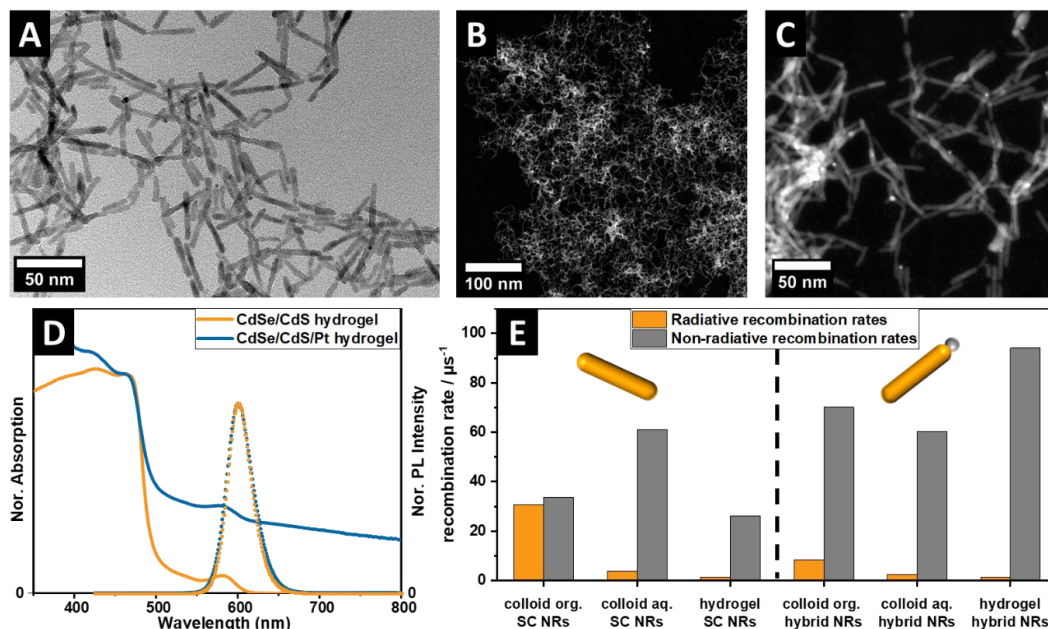 A
50 nm
B
100 nm
C
50 nm
D
CdSe/CdS hydrogel
CdSe/CdS/Pt hydrogel
Nor. Absorption
Nor. PL Intensity
0
0
400
500
600
700
800
Wavelength (nm)
E
Radiative recombination rates
Non-radiative recombination rates
recombination rate / µs⁻¹
100
80
60
40
20
0
colloid org. SC NRs
colloid aq. SC NRs
hydrogel SC NRs
colloid org. hybrid NRs
colloid aq. hybrid NRs
hydrogel hybrid NRs